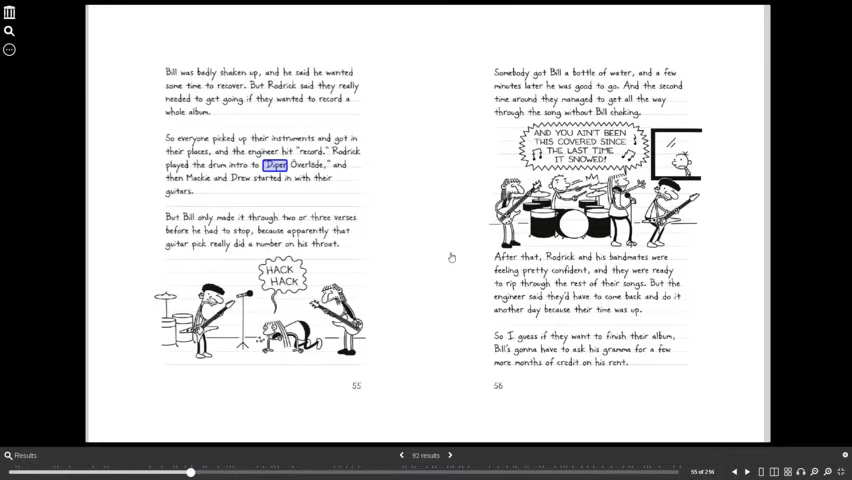 Bill was badly shaken up, and he said he wanted
some time to recover. But Rodrick said they really
needed to get going if they wanted to record a
whole album.
So everyone picked up their instruments and got in
their places, and the engineer hit "record." Rodrick
played the drum intro to "Diper Överlöde," and
then Mackie and Drew started in with their
guitars.
But Bill only made it through two or three verses
before he had to stop, because apparently that
guitar pick really did a number on his throat.
HACK
HACK
55
Somebody got Bill a bottle of water, and a few
minutes later he was good to go. And the second
time around they managed to get all the way
through the song without Bill choking.
AND YOU AIN'T BEEN
THIS COVERED SINCE
THE LAST TIME
IT SNOWED!
After that, Rodrick and his bandmates were
feeling pretty confident, and they were ready
to rip through the rest of their songs. But the
engineer said they'd have to come back and do it
another day because their time was up.
So I guess if they want to finish their album,
Bill's gonna have to ask his gramma for a few
more months of credit on his rent.
56
Results
92 results
55 of 216